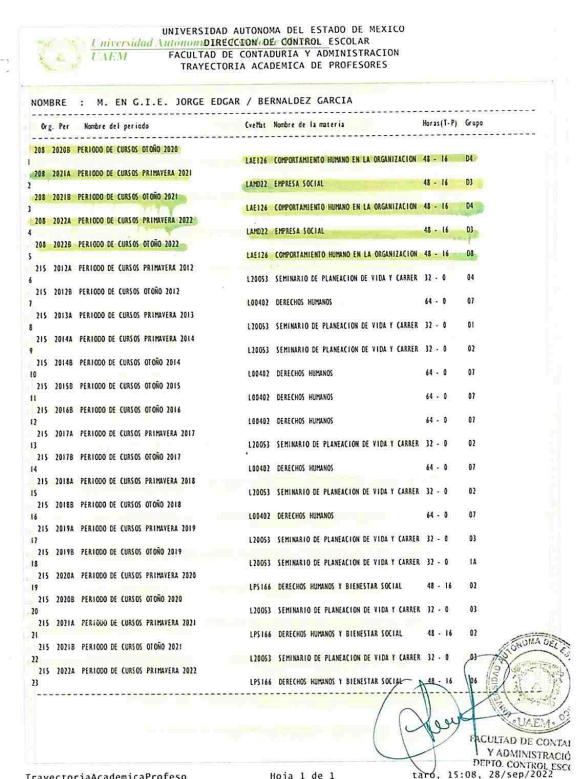 UNIVERSIDAD AUTONOMA DEL ESTADO DE MEXICO
Universidad Autónom DIRECCION DE CONTROL ESCOLAR
UAEM FACULTAD DE CONTADURIA Y ADMINISTRACION
TRAYECTORIA ACADEMICA DE PROFESORES
NOMBRE : M. EN G.I.E. JORGE EDGAR / BERNALDEZ GARCIA
Org. Per Nombre del periodo CveMat Nombre de la materia Horas(T-P) Grupo
208 2020B PERIODO DE CURSOS OTOÑO 2020
1 LAE126 COMPORTAMIENTO HUMANO EN LA ORGANIZACION 48 - 16 D4
208 2021A PERIODO DE CURSOS PRIMAVERA 2021
2 LAMD22 EMPRESA SOCIAL 48 - 16 D3
208 2021B PERIODO DE CURSOS OTOÑO 2021
3 LAE126 COMPORTAMIENTO HUMANO EN LA ORGANIZACION 48 - 16 D4
208 2022A PERIODO DE CURSOS PRIMAVERA 2022
4 LAMD22 EMPRESA SOCIAL 48 - 16 D3
208 2022B PERIODO DE CURSOS OTOÑO 2022
5 LAE126 COMPORTAMIENTO HUMANO EN LA ORGANIZACION 48 - 16 D8
215 2012A PERIODO DE CURSOS PRIMAVERA 2012
6 L20053 SEMINARIO DE PLANEACION DE VIDA Y CARRER 32 - 0 04
215 2012B PERIODO DE CURSOS OTOÑO 2012
7 L00402 DERECHOS HUMANOS 64 - 0 07
215 2013A PERIODO DE CURSOS PRIMAVERA 2013
8 L20053 SEMINARIO DE PLANEACION DE VIDA Y CARRER 32 - 0 01
215 2014A PERIODO DE CURSOS PRIMAVERA 2014
9 L20053 SEMINARIO DE PLANEACION DE VIDA Y CARRER 32 - 0 02
215 2014B PERIODO DE CURSOS OTOÑO 2014
10 L00402 DERECHOS HUMANOS 64 - 0 07
215 2015B PERIODO DE CURSOS OTOÑO 2015
11 L00402 DERECHOS HUMANOS 64 - 0 07
215 2016B PERIODO DE CURSOS OTOÑO 2016
12 L00402 DERECHOS HUMANOS 64 - 0 07
215 2017A PERIODO DE CURSOS PRIMAVERA 2017
13 L20053 SEMINARIO DE PLANEACION DE VIDA Y CARRER 32 - 0 02
215 2017B PERIODO DE CURSOS OTOÑO 2017
14 L00402 DERECHOS HUMANOS 64 - 0 07
215 2018A PERIODO DE CURSOS PRIMAVERA 2018
15 L20053 SEMINARIO DE PLANEACION DE VIDA Y CARRER 32 - 0 02
215 2018B PERIODO DE CURSOS OTOÑO 2018
16 L00402 DERECHOS HUMANOS 64 - 0 07
215 2019A PERIODO DE CURSOS PRIMAVERA 2019
17 L20053 SEMINARIO DE PLANEACION DE VIDA Y CARRER 32 - 0 03
215 2019B PERIODO DE CURSOS OTOÑO 2019
18 L20053 SEMINARIO DE PLANEACION DE VIDA Y CARRER 32 - 0 1A
215 2020A PERIODO DE CURSOS PRIMAVERA 2020
19 LPS166 DERECHOS HUMANOS Y BIENESTAR SOCIAL 48 - 16 02
215 2020B PERIODO DE CURSOS OTOÑO 2020
20 L20053 SEMINARIO DE PLANEACION DE VIDA Y CARRER 32 - 0 03
215 2021A PERIODO DE CURSOS PRIMAVERA 2021
21 LPS166 DERECHOS HUMANOS Y BIENESTAR SOCIAL 48 - 16 02
215 2021B PERIODO DE CURSOS OTOÑO 2021
22 L20053 SEMINARIO DE PLANEACION DE VIDA Y CARRER 32 - 0 03
215 2022A PERIODO DE CURSOS PRIMAVERA 2022
23 LPS166 DERECHOS HUMANOS Y BIENESTAR SOCIAL 48 - 16 06
UAEM
FACULTAD DE CONTA
Y ADMINISTRACIÓ
DEPTO. CONTROL ESCO
TrayectoriaAcademicaProfeso Hoja 1 de 1 taro, 15:08, 28/sep/2022